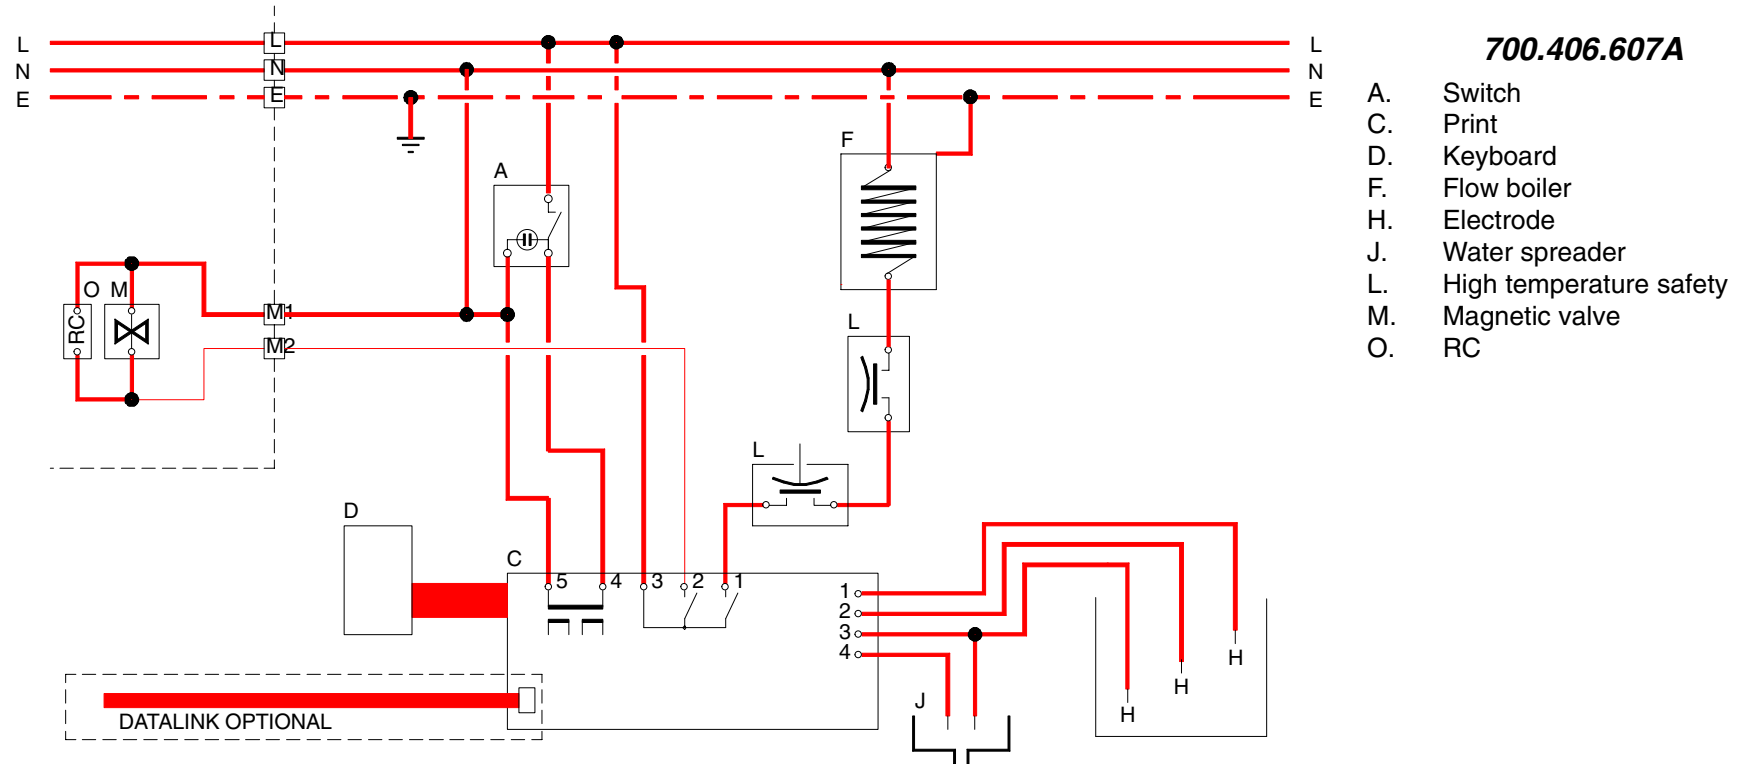 L L L
N N N
E E E
700.406.607A
A. Switch
C. Print
D. Keyboard
F. Flow boiler
H. Electrode
J. Water spreader
L. High temperature safety
M. Magnetic valve
O. RC
F
A
O M
RC
M1
M2
L
L
D
C
5 4 3 2 1
1
2
3
4
H
H
H
J
DATALINK OPTIONAL